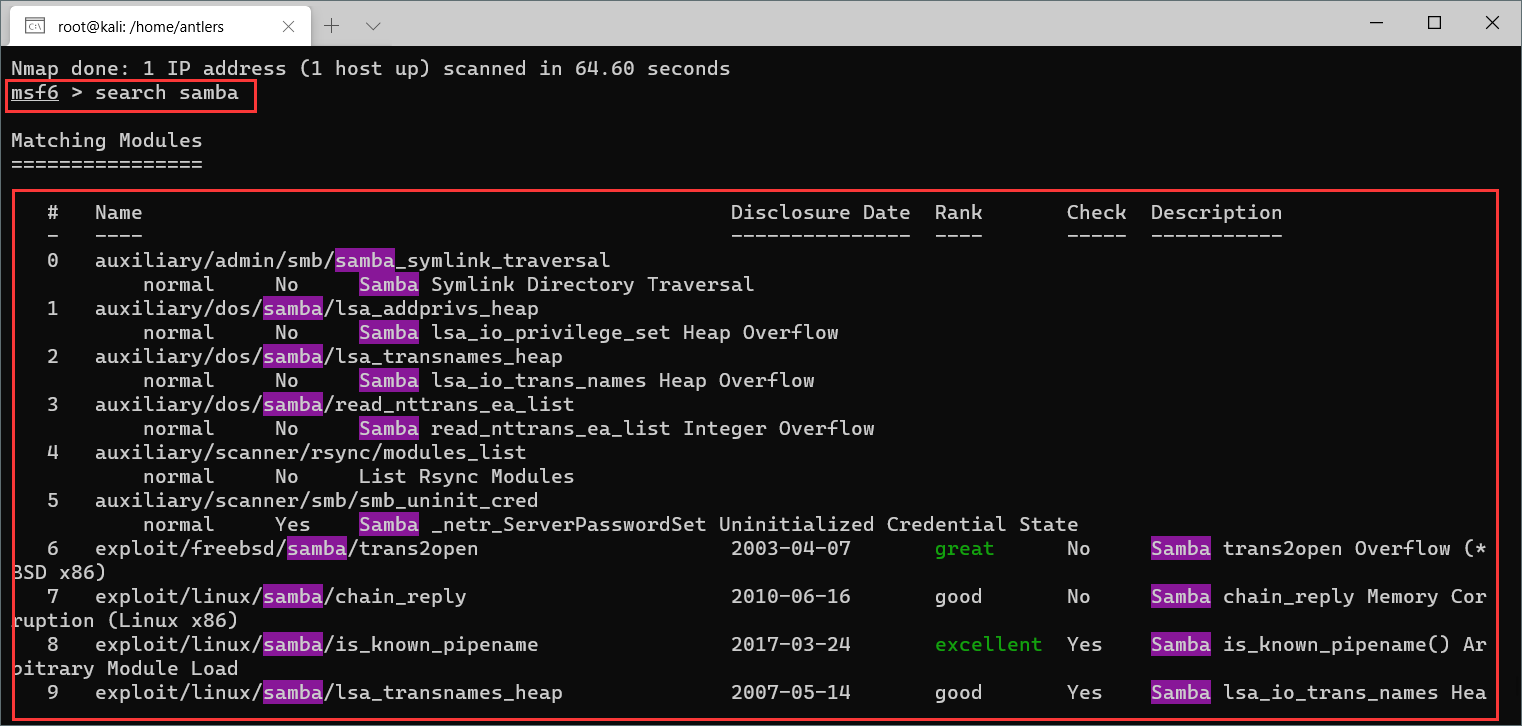 root@kali: /home/antlers
Nmap done: 1 IP address (1 host up) scanned in 64.60 seconds
msf6 > search samba
Matching Modules
================
#   Name                                                 Disclosure Date  Rank       Check  Description
-   ----                                                 ---------------  ----       -----  -----------
0   auxiliary/admin/smb/samba_symlink_traversal
normal     No     Samba Symlink Directory Traversal
1   auxiliary/dos/samba/lsa_addprivs_heap
normal     No     Samba lsa_io_privilege_set Heap Overflow
2   auxiliary/dos/samba/lsa_transnames_heap
normal     No     Samba lsa_io_trans_names Heap Overflow
3   auxiliary/dos/samba/read_nttrans_ea_list
normal     No     Samba read_nttrans_ea_list Integer Overflow
4   auxiliary/scanner/rsync/modules_list
normal     No     List Rsync Modules
5   auxiliary/scanner/smb/smb_uninit_cred
normal     Yes    Samba _netr_ServerPasswordSet Uninitialized Credential State
6   exploit/freebsd/samba/trans2open                     2003-04-07       great      No     Samba trans2open Overflow (*
BSD x86)
7   exploit/linux/samba/chain_reply                      2010-06-16       good       No     Samba chain_reply Memory Cor
ruption (Linux x86)
8   exploit/linux/samba/is_known_pipename                2017-03-24       excellent  Yes    Samba is_known_pipename() Ar
bitrary Module Load
9   exploit/linux/samba/lsa_transnames_heap              2007-05-14       good       Yes    Samba lsa_io_trans_names Hea